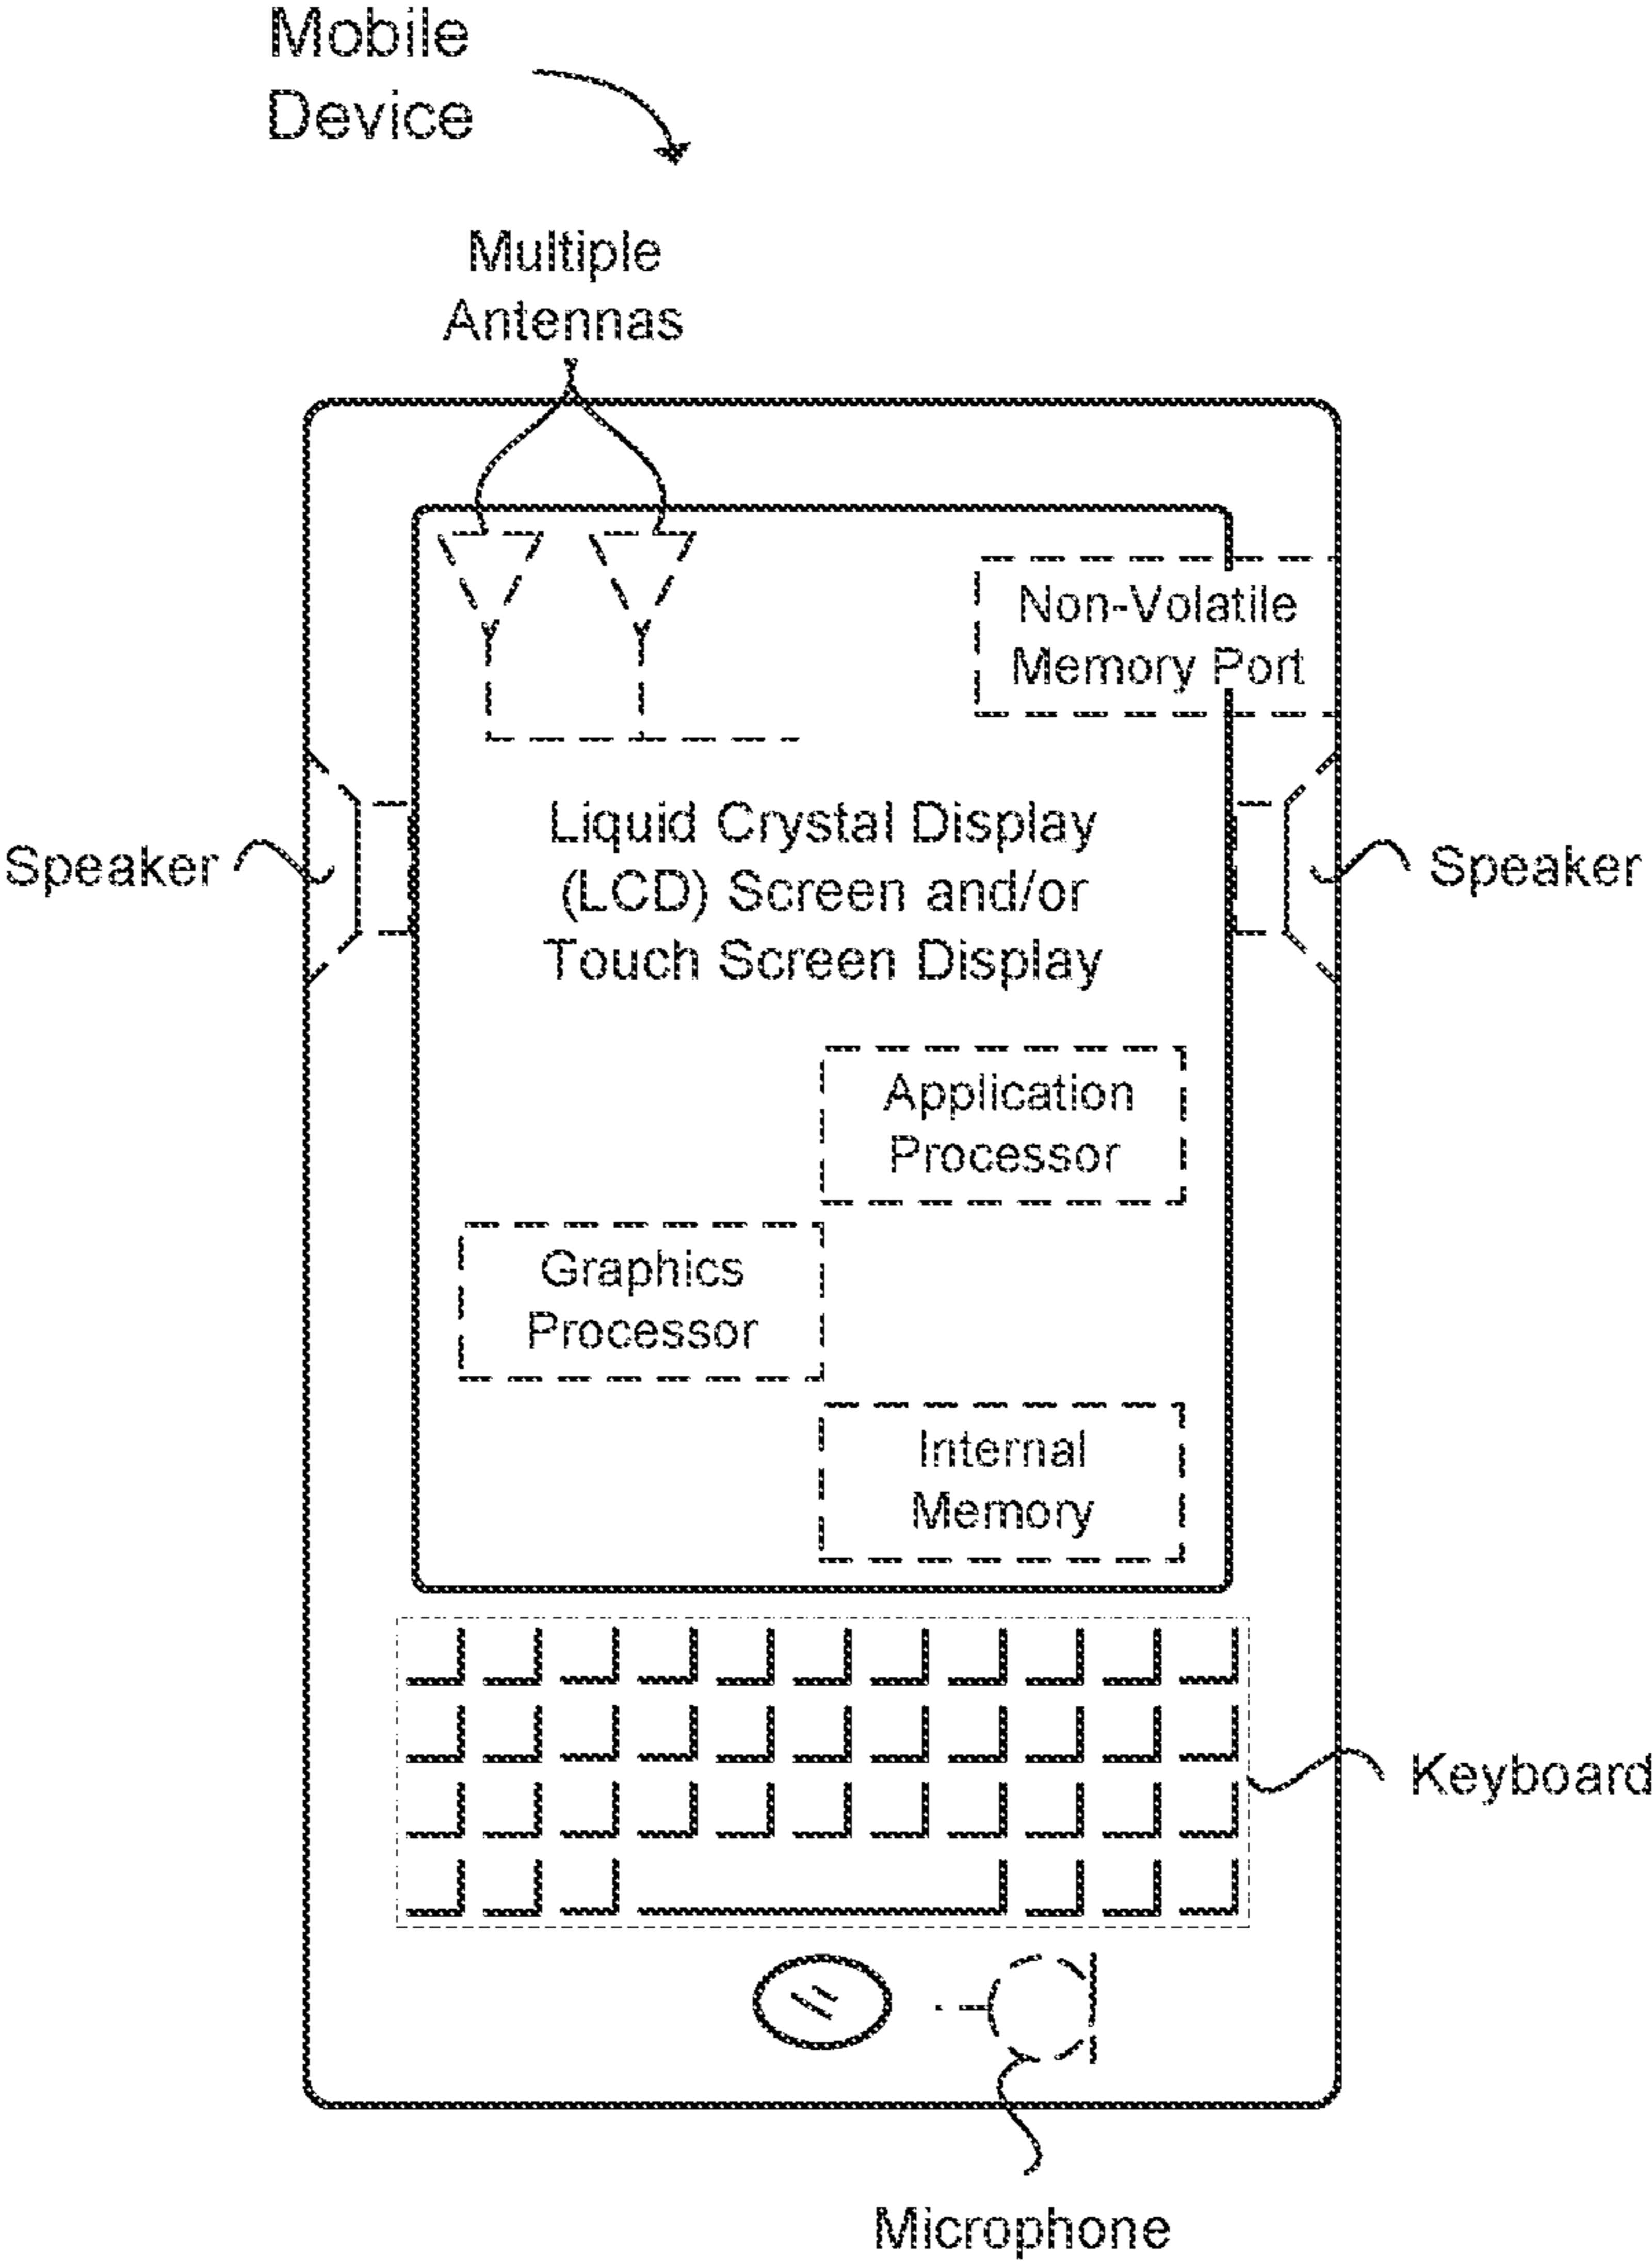 Mobile
Device
Multiple
Antennas
Non-Volatile
Memory Port
Speaker
Liquid Crystal Display
(LCD) Screen and/or
Touch Screen Display
Speaker
Application
Processor
Graphics
Processor
Internal
Memory
Keyboard
Microphone